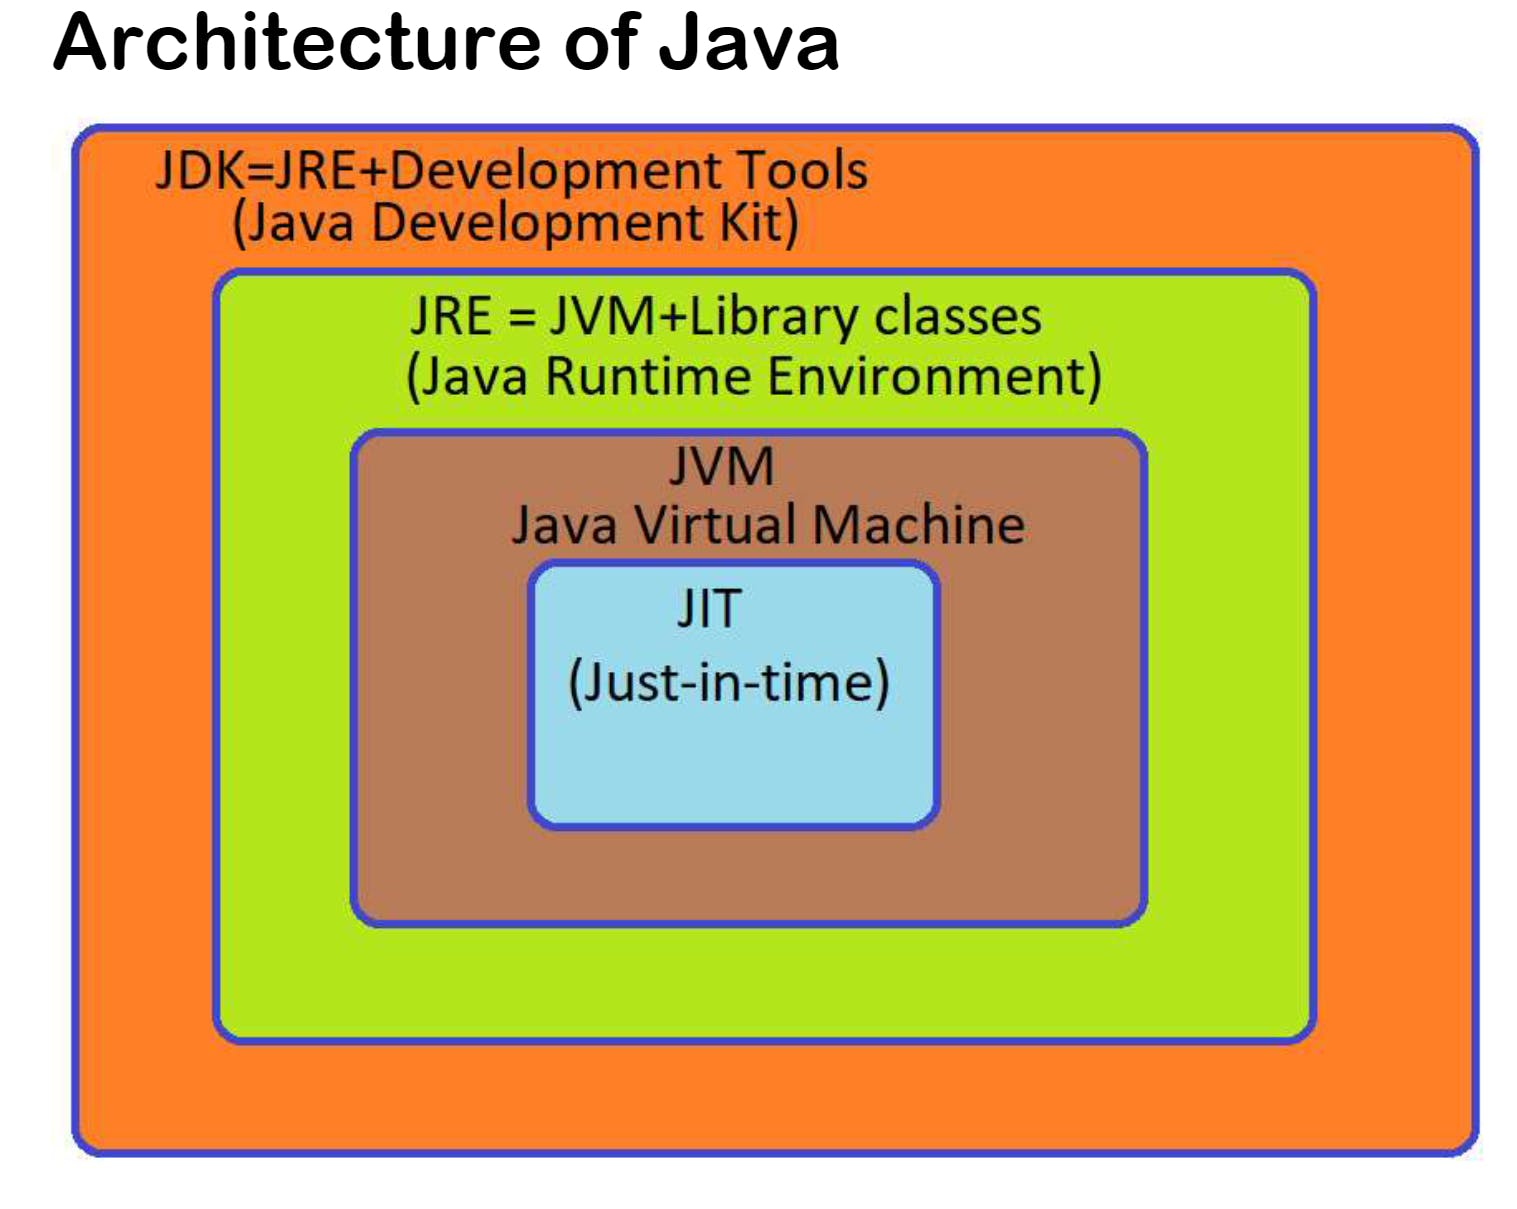 Architecture of Java
JDK=JRE+Development Tools
(Java Development Kit)
JRE = JVM+Library classes
(Java Runtime Environment)
JVM
Java Virtual Machine
JIT
(Just-in-time)